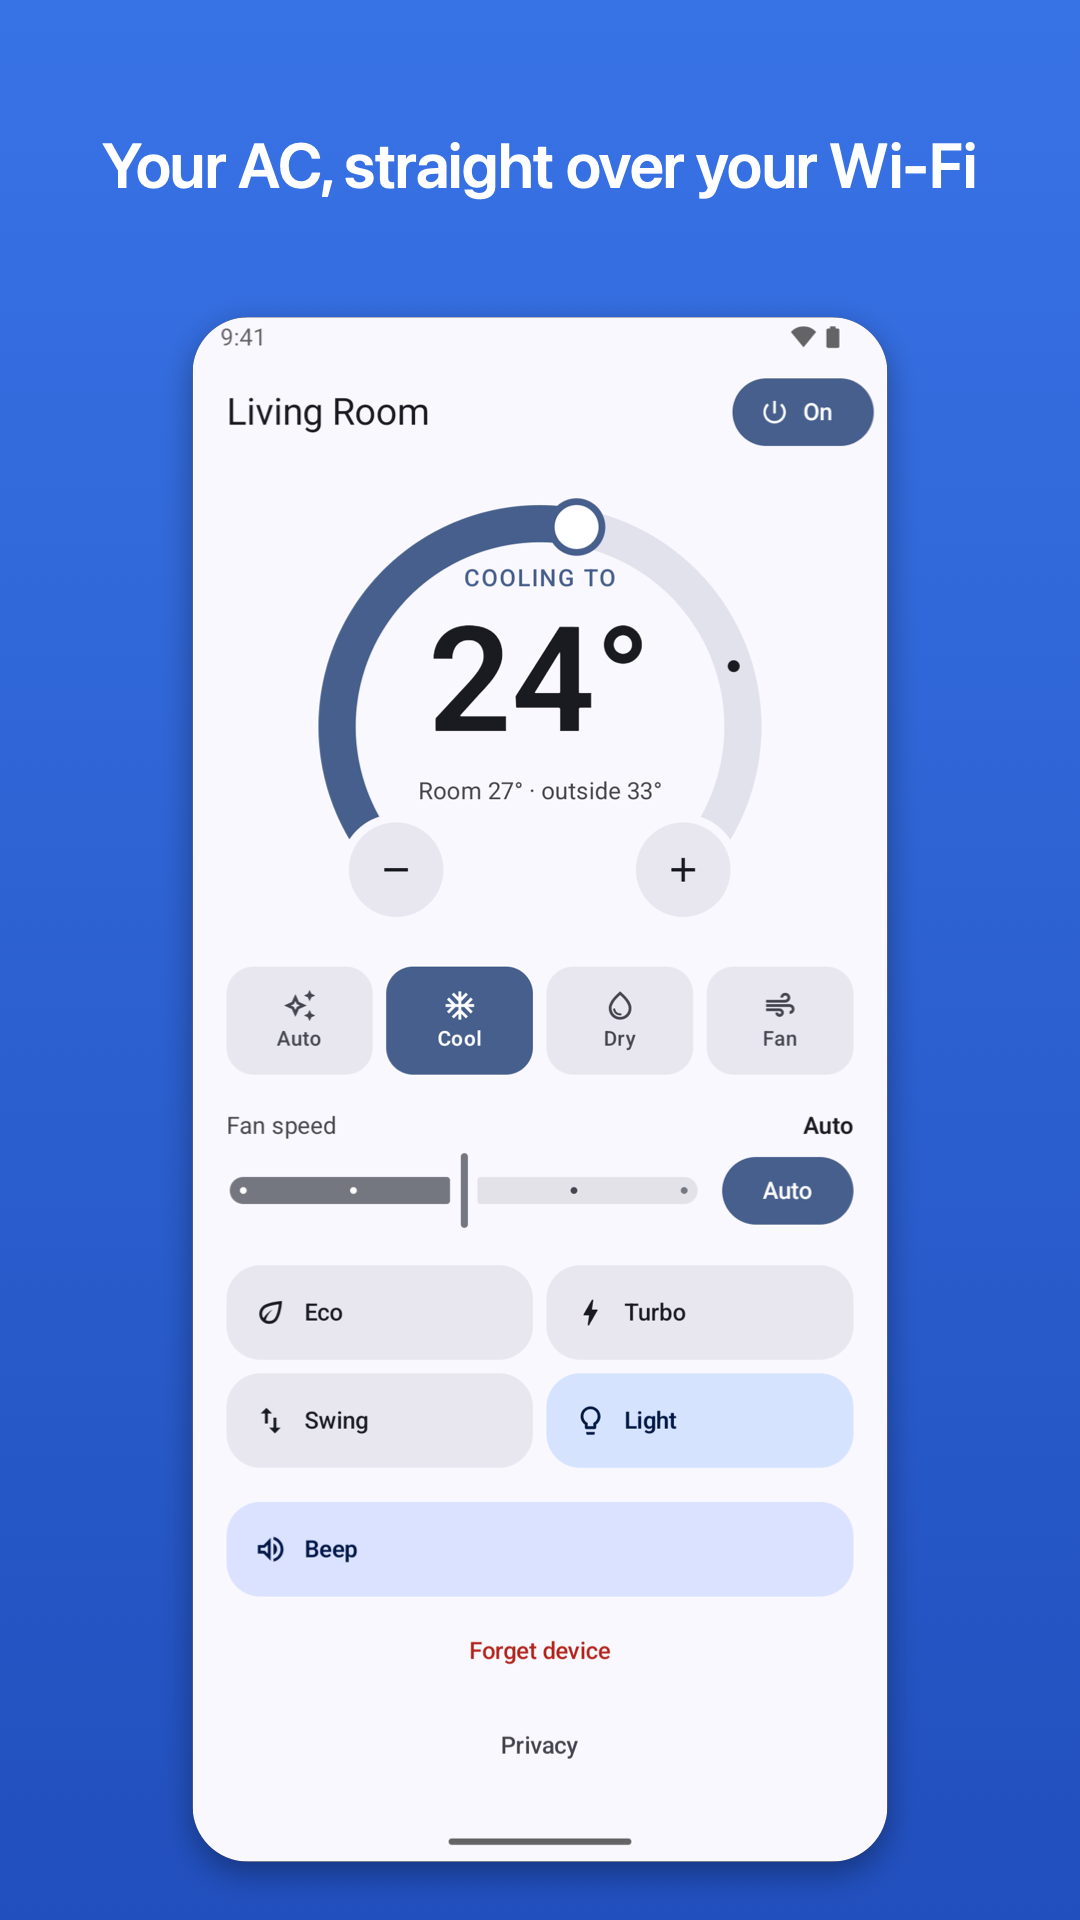 Your AC, straight over your Wi-Fi
9:41
Living Room
On
COOLING TO
24°
Room 27° · outside 33°
−
+
Auto
Cool
Dry
Fan
Fan speed
Auto
Auto
Eco
Turbo
Swing
Light
Beep
Forget device
Privacy